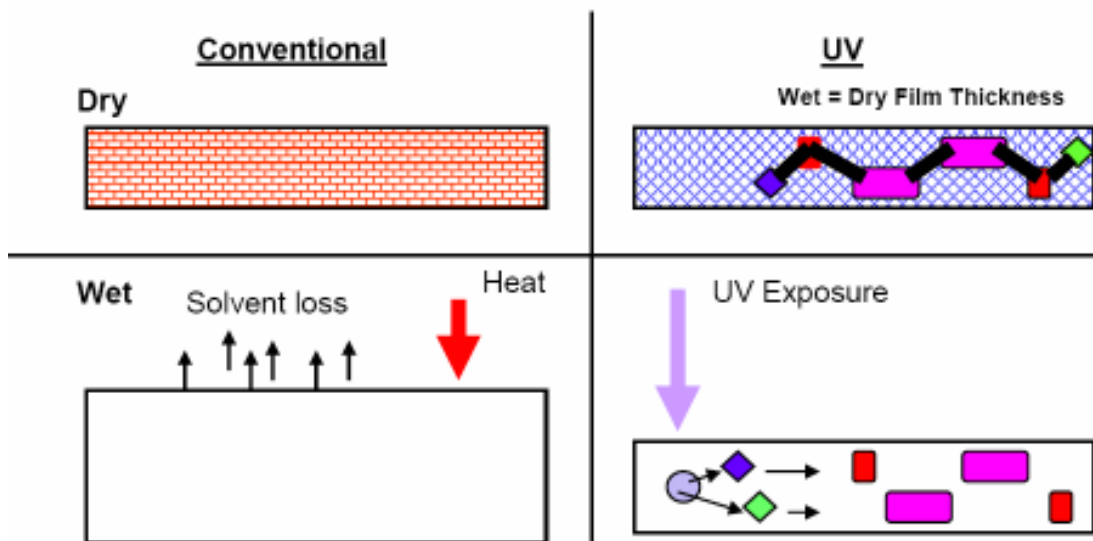 Conventional
UV
Dry
Wet = Dry Film Thickness
Wet
Solvent loss
Heat
UV Exposure